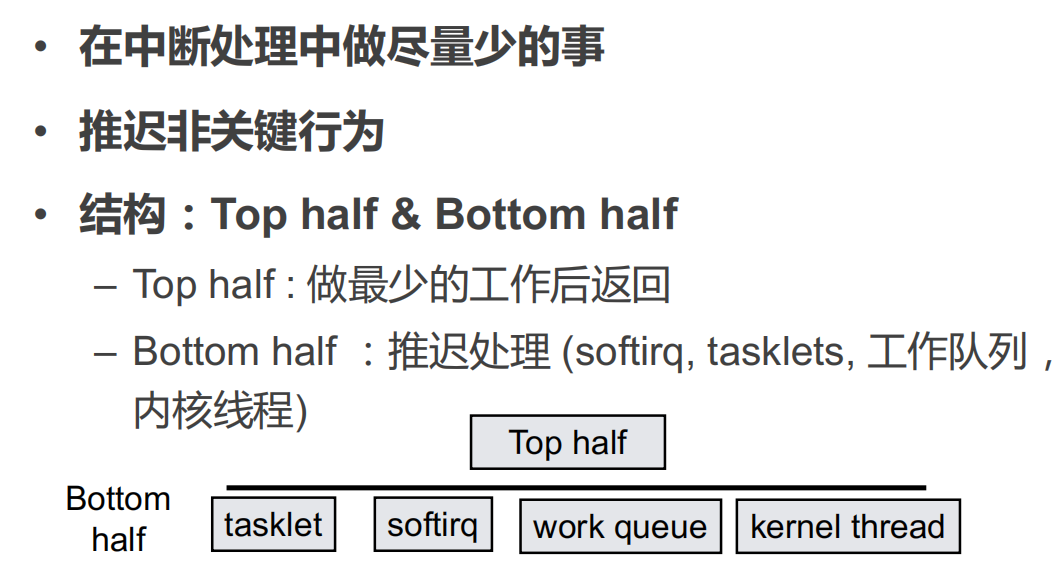 • 在中断处理中做尽量少的事
• 推迟非关键行为
• 结构：Top half & Bottom half
– Top half : 做最少的工作后返回
– Bottom half ：推迟处理 (softirq, tasklets, 工作队列，
内核线程)
Top half
Bottom
half
tasklet
softirq
work queue
kernel thread